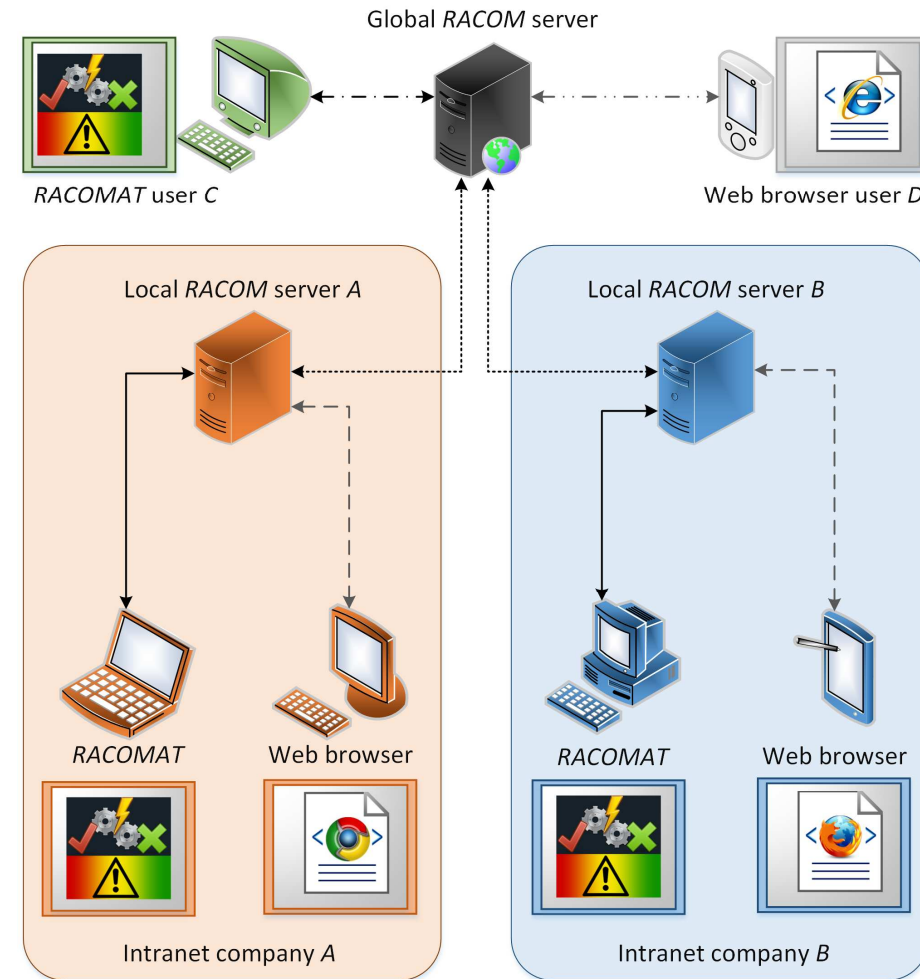 Global RACOM server
RACOMAT user C
Web browser user D
Local RACOM server A
Local RACOM server B
RACOMAT
Web browser
RACOMAT
Web browser
Intranet company A
Intranet company B